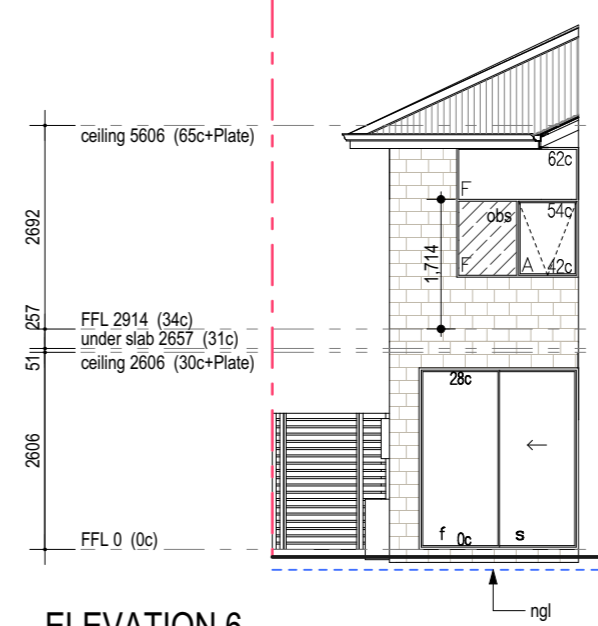 ceiling 5606 (65c+Plate)
62c
F
obs
54c
2692
1,714
F
A
42c
257
FFL 2914 (34c)
under slab 2657 (31c)
51
ceiling 2606 (30c+Plate)
28c
2606
FFL 0 (0c)
f
0c
s
ngl
ELEVATION 6